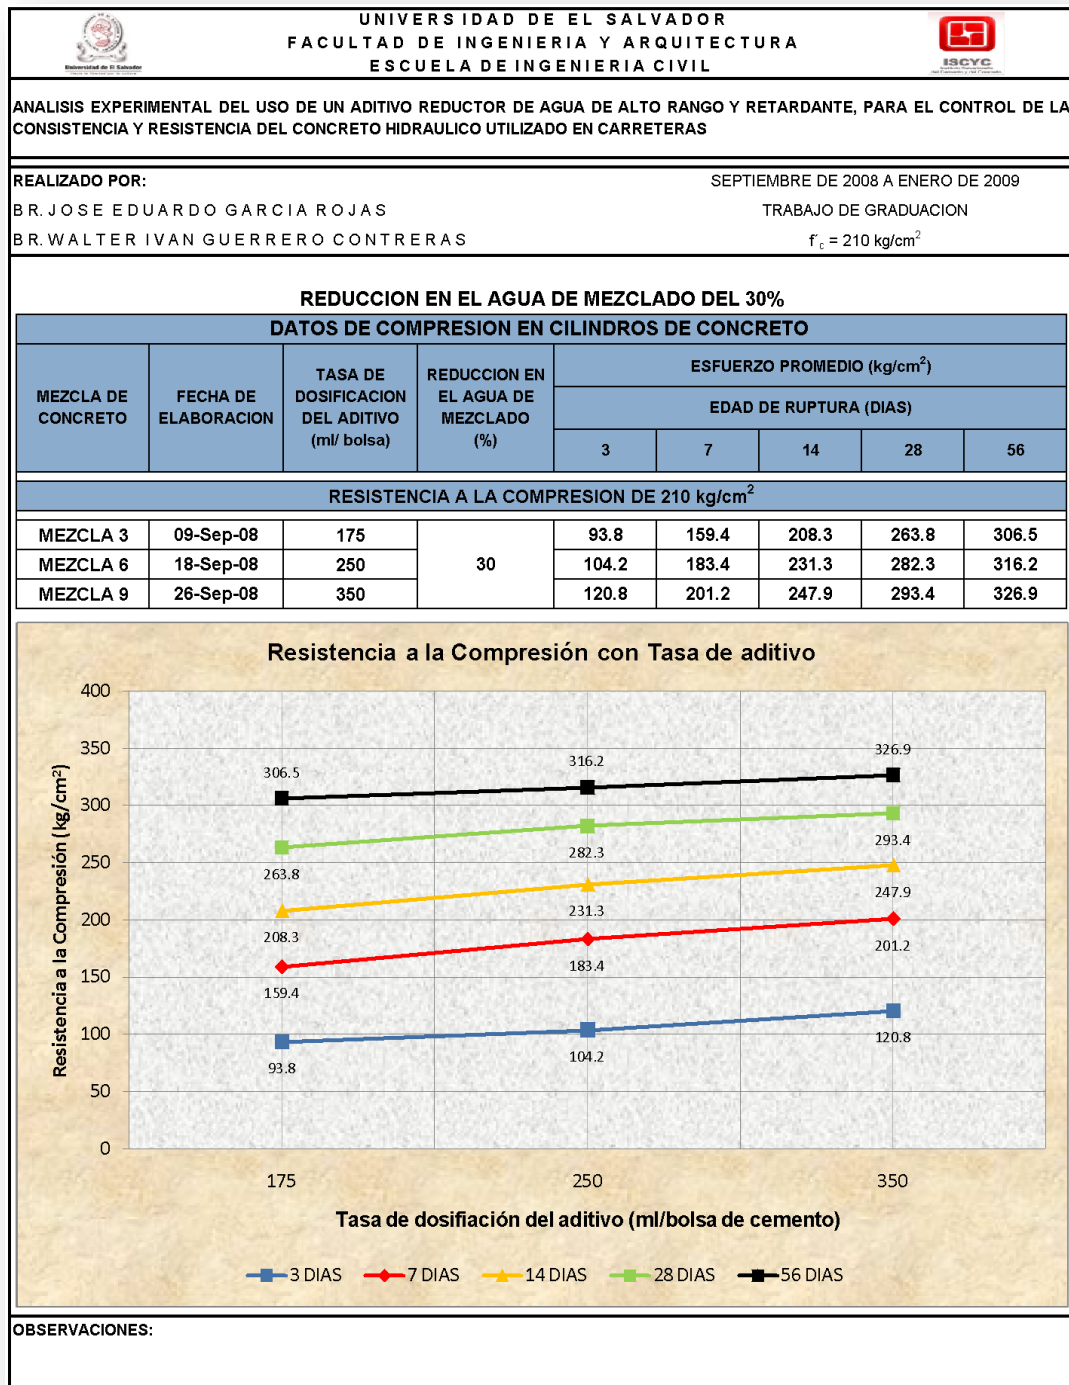 UNIVERSIDAD DE EL SALVADOR
FACULTAD DE INGENIERIA Y ARQUITECTURA
ESCUELA DE INGENIERIA CIVIL
Universidad de El Salvador
ISCYC
ANALISIS EXPERIMENTAL DEL USO DE UN ADITIVO REDUCTOR DE AGUA DE ALTO RANGO Y RETARDANTE, PARA EL CONTROL DE LA
CONSISTENCIA Y RESISTENCIA DEL CONCRETO HIDRAULICO UTILIZADO EN CARRETERAS
REALIZADO POR: SEPTIEMBRE DE 2008 A ENERO DE 2009
BR. JOSE EDUARDO GARCIA ROJAS TRABAJO DE GRADUACION
BR. WALTER IVAN GUERRERO CONTRERAS f´c = 210 kg/cm²
REDUCCION EN EL AGUA DE MEZCLADO DEL 30%
DATOS DE COMPRESION EN CILINDROS DE CONCRETO
MEZCLA DE
CONCRETO
FECHA DE
ELABORACION
TASA DE
DOSIFICACION
DEL ADITIVO
(ml/ bolsa)
REDUCCION EN
EL AGUA DE
MEZCLADO
(%)
ESFUERZO PROMEDIO (kg/cm²)
EDAD DE RUPTURA (DIAS)
3 7 14 28 56
RESISTENCIA A LA COMPRESION DE 210 kg/cm²
MEZCLA 3 09-Sep-08 175 93.8 159.4 208.3 263.8 306.5
MEZCLA 6 18-Sep-08 250 30 104.2 183.4 231.3 282.3 316.2
MEZCLA 9 26-Sep-08 350 120.8 201.2 247.9 293.4 326.9
Resistencia a la Compresión con Tasa de aditivo
Resistencia a la Compresión (kg/cm²)
400
350
300
250
200
150
100
50
0
306.5 316.2 326.9
263.8 282.3 293.4
208.3 231.3 247.9
159.4 183.4 201.2
93.8 104.2 120.8
175 250 350
Tasa de dosifiación del aditivo (ml/bolsa de cemento)
3 DIAS 7 DIAS 14 DIAS 28 DIAS 56 DIAS
OBSERVACIONES: